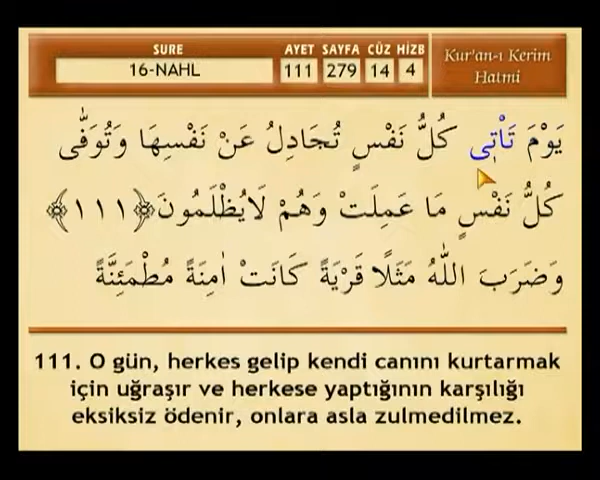 SURE AYET SAYFA CÜZ HİZB
16-NAHL 111 279 14 4
Kur'an-ı Kerim
Hatmi
يَوْمَ تَاْت۪ى كُلُّ نَفْسٍ تُجَادِلُ عَنْ نَفْسِهَا وَتُوَفّٰى
كُلُّ نَفْسٍ مَا عَمِلَتْ وَهُمْ لَايُظْلَمُونَ ﴿١١١﴾
وَضَرَبَ اللّٰهُ مَثَلًا قَرْيَةً كَانَتْ اٰمِنَةً مُطْمَئِنَّةً
111. O gün, herkes gelip kendi canını kurtarmak
için uğraşır ve herkese yaptığının karşılığı
eksiksiz ödenir, onlara asla zulmedilmez.